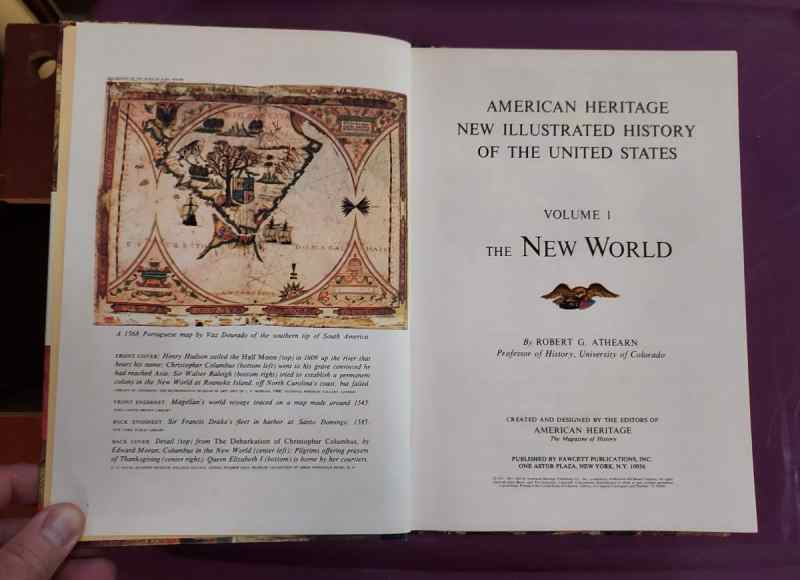 A 1568 Portuguese map by Vaz Dourado of the southern tip of South America
FRONT COVER: Henry Hudson sailed the Half Moon [top] in 1609 up the river that
bears his name; Christopher Columbus [bottom left] went to his grave convinced he
had reached Asia; Sir Walter Raleigh [bottom right] tried to establish a permanent
colony in the New World at Roanoke Island, off North Carolina's coast, but failed.
FRONT ENDSHEET: Magellan's world voyage traced on a map made around 1545
BACK ENDSHEET Sir Francis Drake's fleet in harbor at Santo Domingo, 1585
BACK COVER Detail [top] from The Debarkation of Christopher Columbus, by
Edward Moran; Columbus in the New World [center left]; Pilgrims offering prayers
of Thanksgiving [center right]; Queen Elizabeth I [bottom] is borne by her courtiers.
AMERICAN HERITAGE
NEW ILLUSTRATED HISTORY
OF THE UNITED STATES
VOLUME 1
THE NEW WORLD
By ROBERT G. ATHEARN
Professor of History, University of Colorado
CREATED AND DESIGNED BY THE EDITORS OF
AMERICAN HERITAGE
The Magazine of History
PUBLISHED BY FAWCETT PUBLICATIONS, INC.
ONE ASTOR PLAZA, NEW YORK, N.Y. 10036